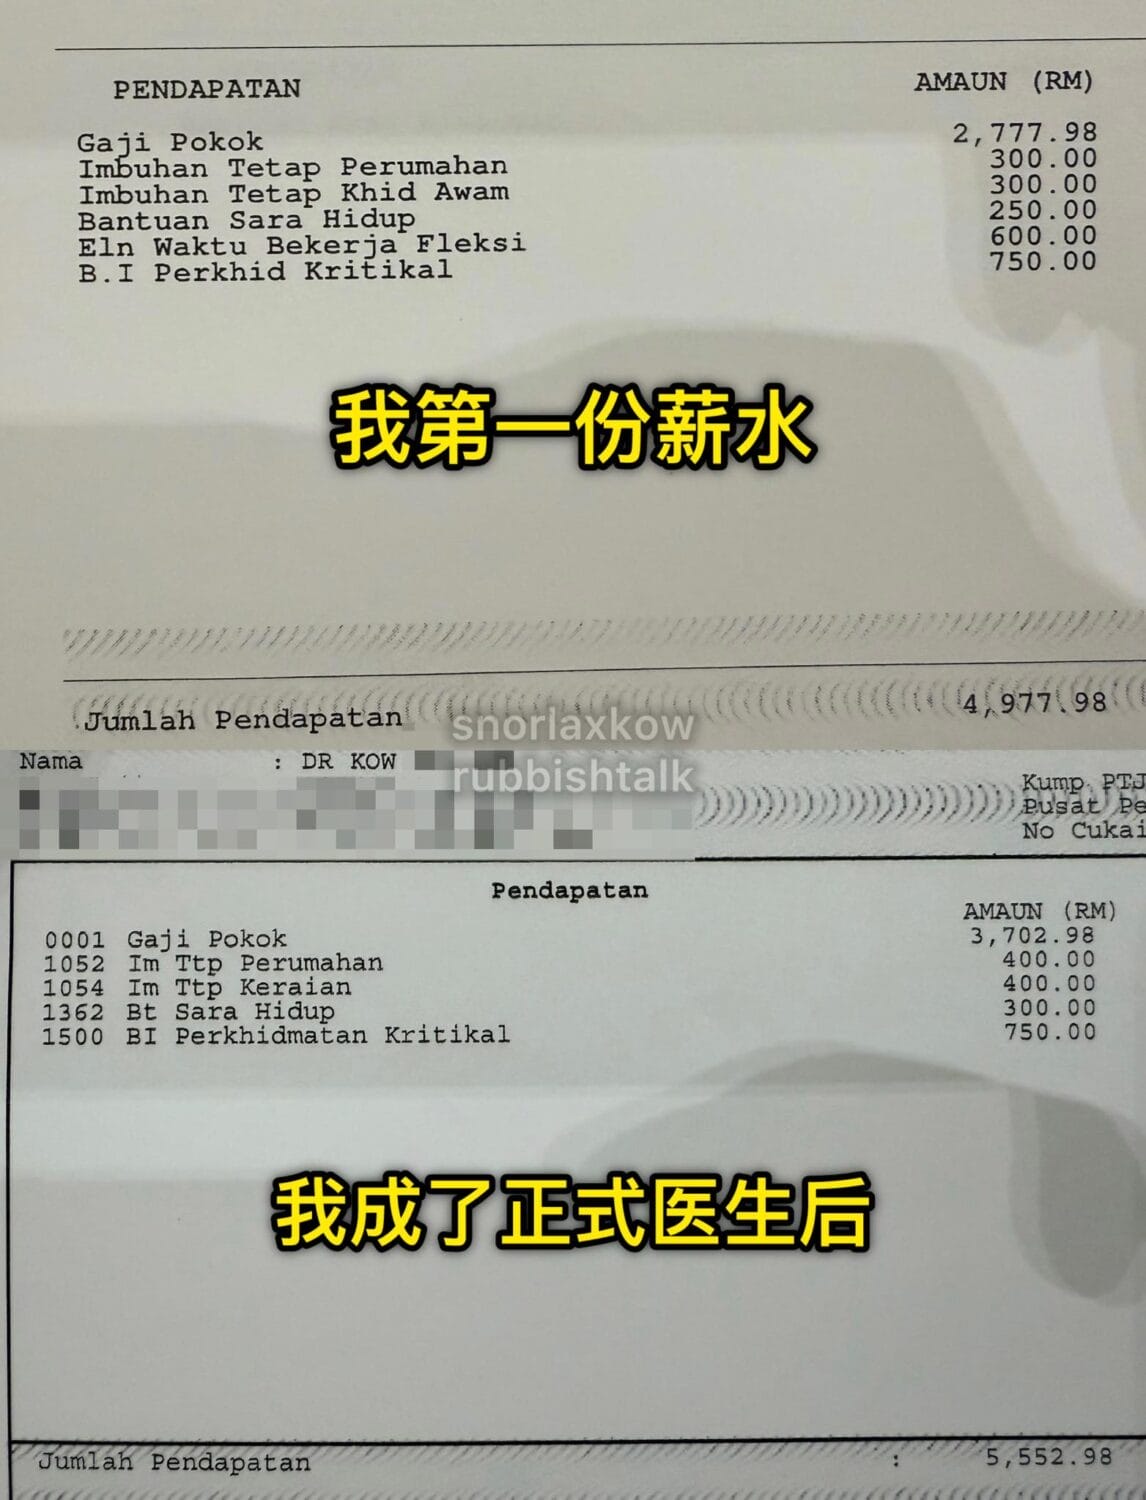 PENDAPATAN AMAUN (RM)
Gaji Pokok 2,777.98
Imbuhan Tetap Perumahan 300.00
Imbuhan Tetap Khid Awam 300.00
Bantuan Sara Hidup 250.00
Eln Waktu Bekerja Fleksi 600.00
B.I Perkhid Kritikal 750.00
我第一份薪水
Jumlah Pendapatan 4,977.98
snorlaxkow
rubbishtalk
Nama : DR KOW
Kump PTJ
Pusat Pe
No Cukai
Pendapatan
AMAUN (RM)
0001 Gaji Pokok 3,702.98
1052 Im Ttp Perumahan 400.00
1054 Im Ttp Keraian 400.00
1362 Bt Sara Hidup 300.00
1500 BI Perkhidmatan Kritikal 750.00
我成了正式医生后
Jumlah Pendapatan : 5,552.98